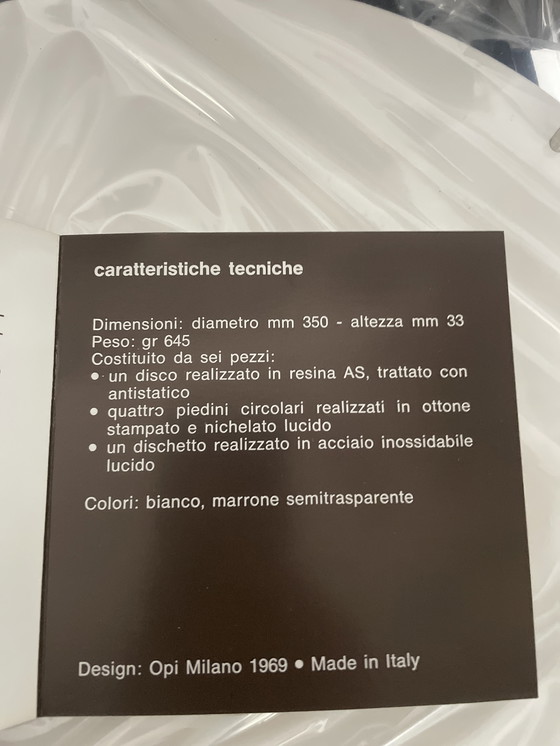 caratteristiche tecniche
Dimensioni: diametro mm 350 - altezza mm 33
Peso: gr 645
Costituito da sei pezzi:
• un disco realizzato in resina AS, trattato con
antistatico
• quattro piedini circolari realizzati in ottone
stampato e nichelato lucido
• un dischetto realizzato in acciaio inossidabile
lucido
Colori: bianco, marrone semitrasparente
Design: Opi Milano 1969 • Made in Italy